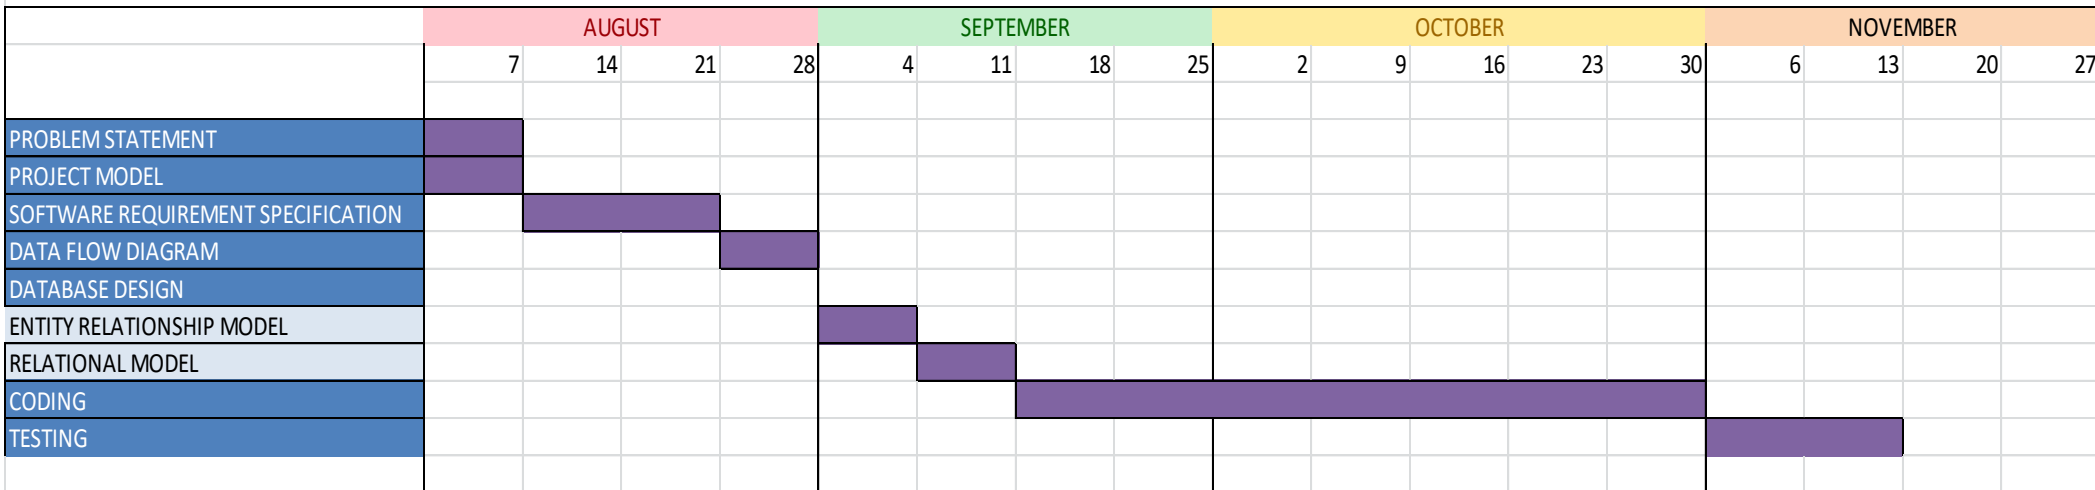 AUGUST SEPTEMBER OCTOBER NOVEMBER
7 14 21 28 4 11 18 25 2 9 16 23 30 6 13 20 27
PROBLEM STATEMENT
PROJECT MODEL
SOFTWARE REQUIREMENT SPECIFICATION
DATA FLOW DIAGRAM
DATABASE DESIGN
ENTITY RELATIONSHIP MODEL
RELATIONAL MODEL
CODING
TESTING